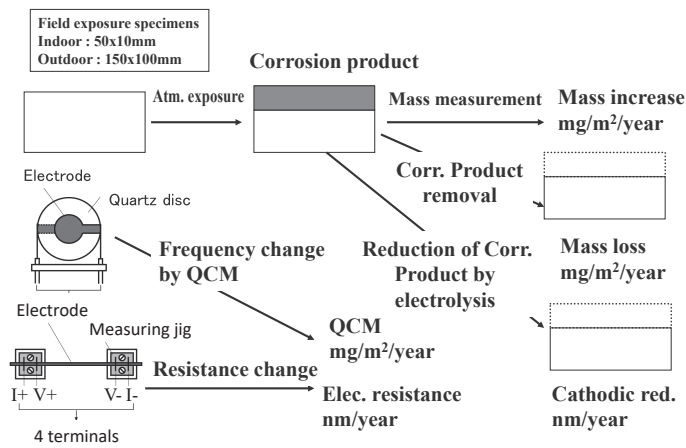 Field exposure specimens
Indoor : 50x10mm
Outdoor : 150x100mm
Corrosion product
Atm. exposure
Mass measurement
Mass increase
mg/m²/year
Corr. Product
removal
Electrode
Quartz disc
Frequency change
by QCM
Reduction of Corr.
Product by
electrolysis
Mass loss
mg/m²/year
Electrode
Measuring jig
QCM
mg/m²/year
I+ V+
V- I-
Resistance change
Elec. resistance
nm/year
Cathodic red.
nm/year
4 terminals